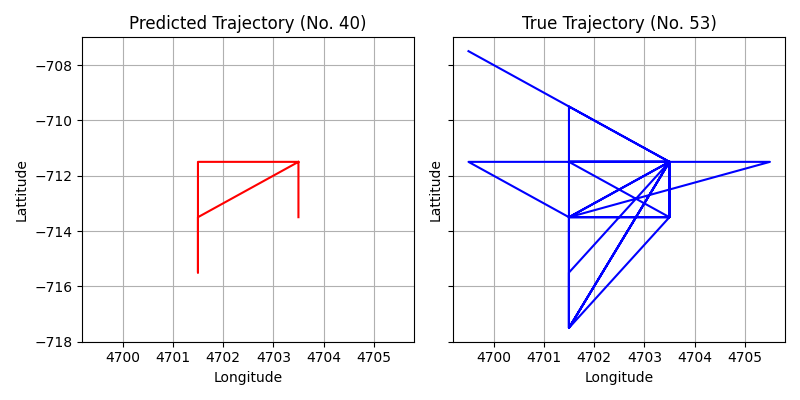 Predicted Trajectory (No. 40)
True Trajectory (No. 53)
−708
−710
−712
−714
−716
−718
Lattitude
Lattitude
4700 4701 4702 4703 4704 4705
4700 4701 4702 4703 4704 4705
Longitude
Longitude